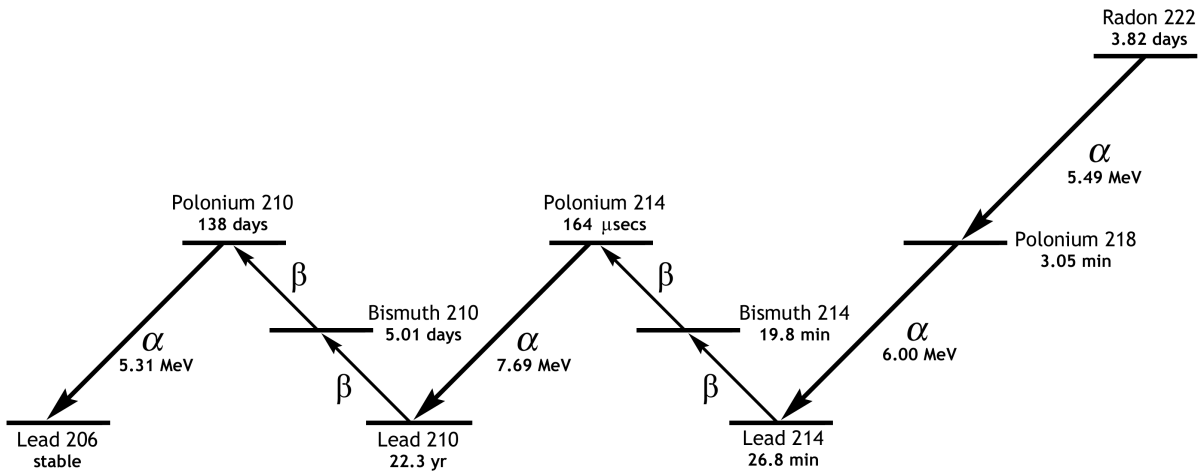 Radon 222
3.82 days
α
5.49 MeV
Polonium 210
138 days
Polonium 214
164 μsecs
Polonium 218
3.05 min
β
β
Bismuth 210
5.01 days
Bismuth 214
19.8 min
α
5.31 MeV
α
7.69 MeV
α
6.00 MeV
β
β
Lead 206
stable
Lead 210
22.3 yr
Lead 214
26.8 min